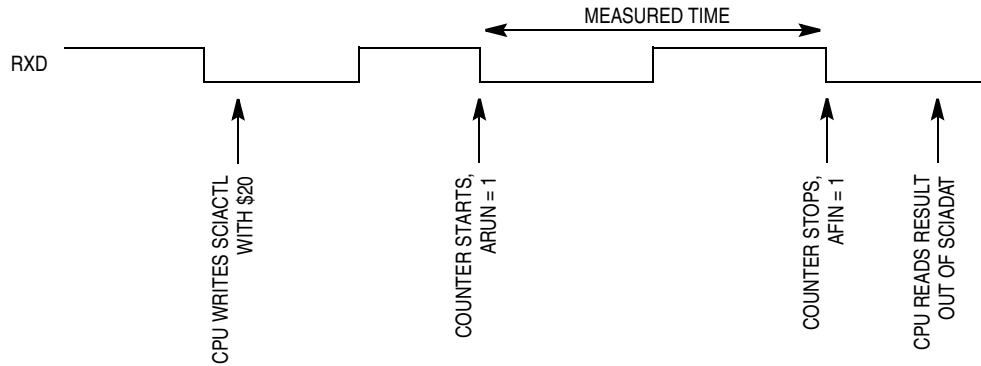 MEASURED TIME
RXD
CPU WRITES SCIACTL
WITH $20
COUNTER STARTS,
ARUN = 1
COUNTER STOPS,
AFIN = 1
CPU READS RESULT
OUT OF SCIADAT